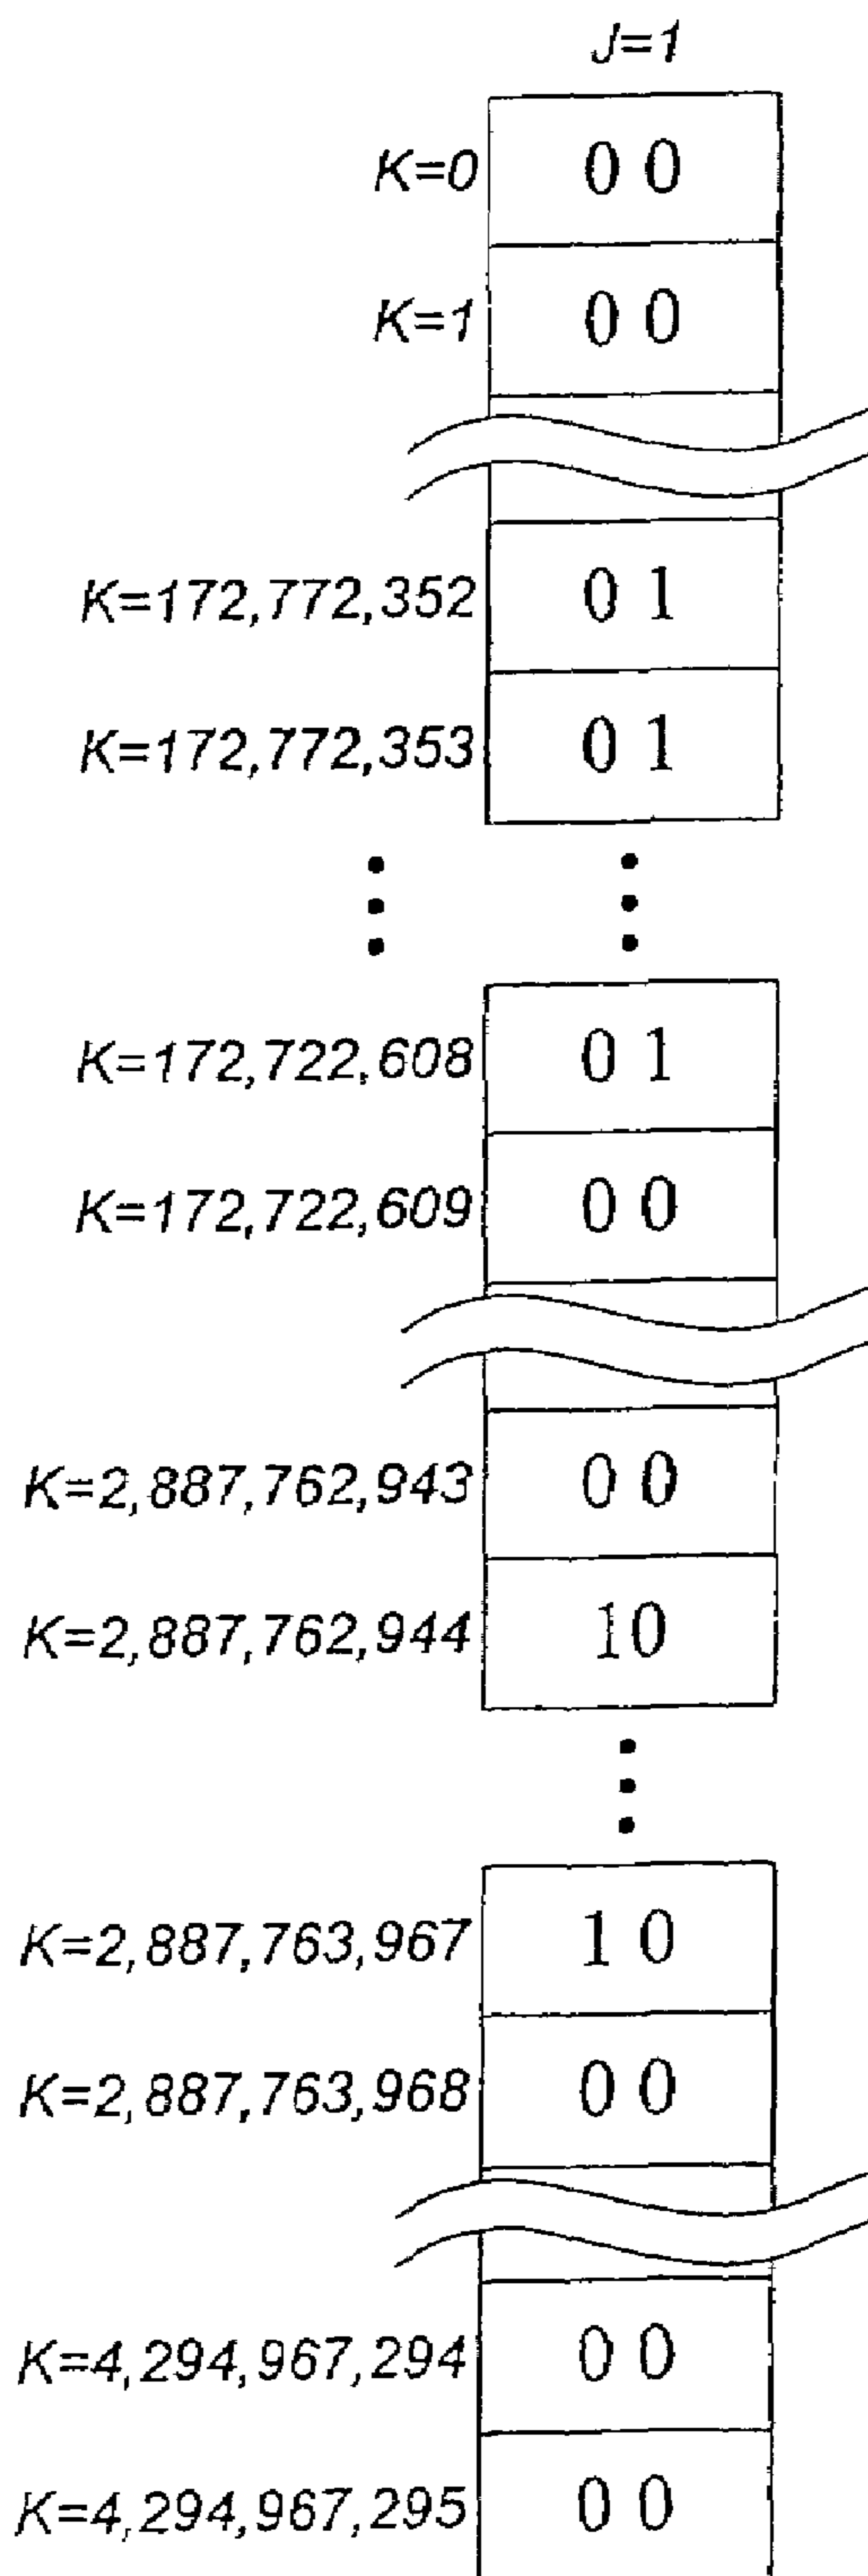 J=1
K=0 0 0
K=1 0 0
K=172,772,352 0 1
K=172,772,353 0 1
K=172,722,608 0 1
K=172,722,609 0 0
K=2,887,762,943 0 0
K=2,887,762,944 10
K=2,887,763,967 1 0
K=2,887,763,968 0 0
K=4,294,967,294 0 0
K=4,294,967,295 0 0